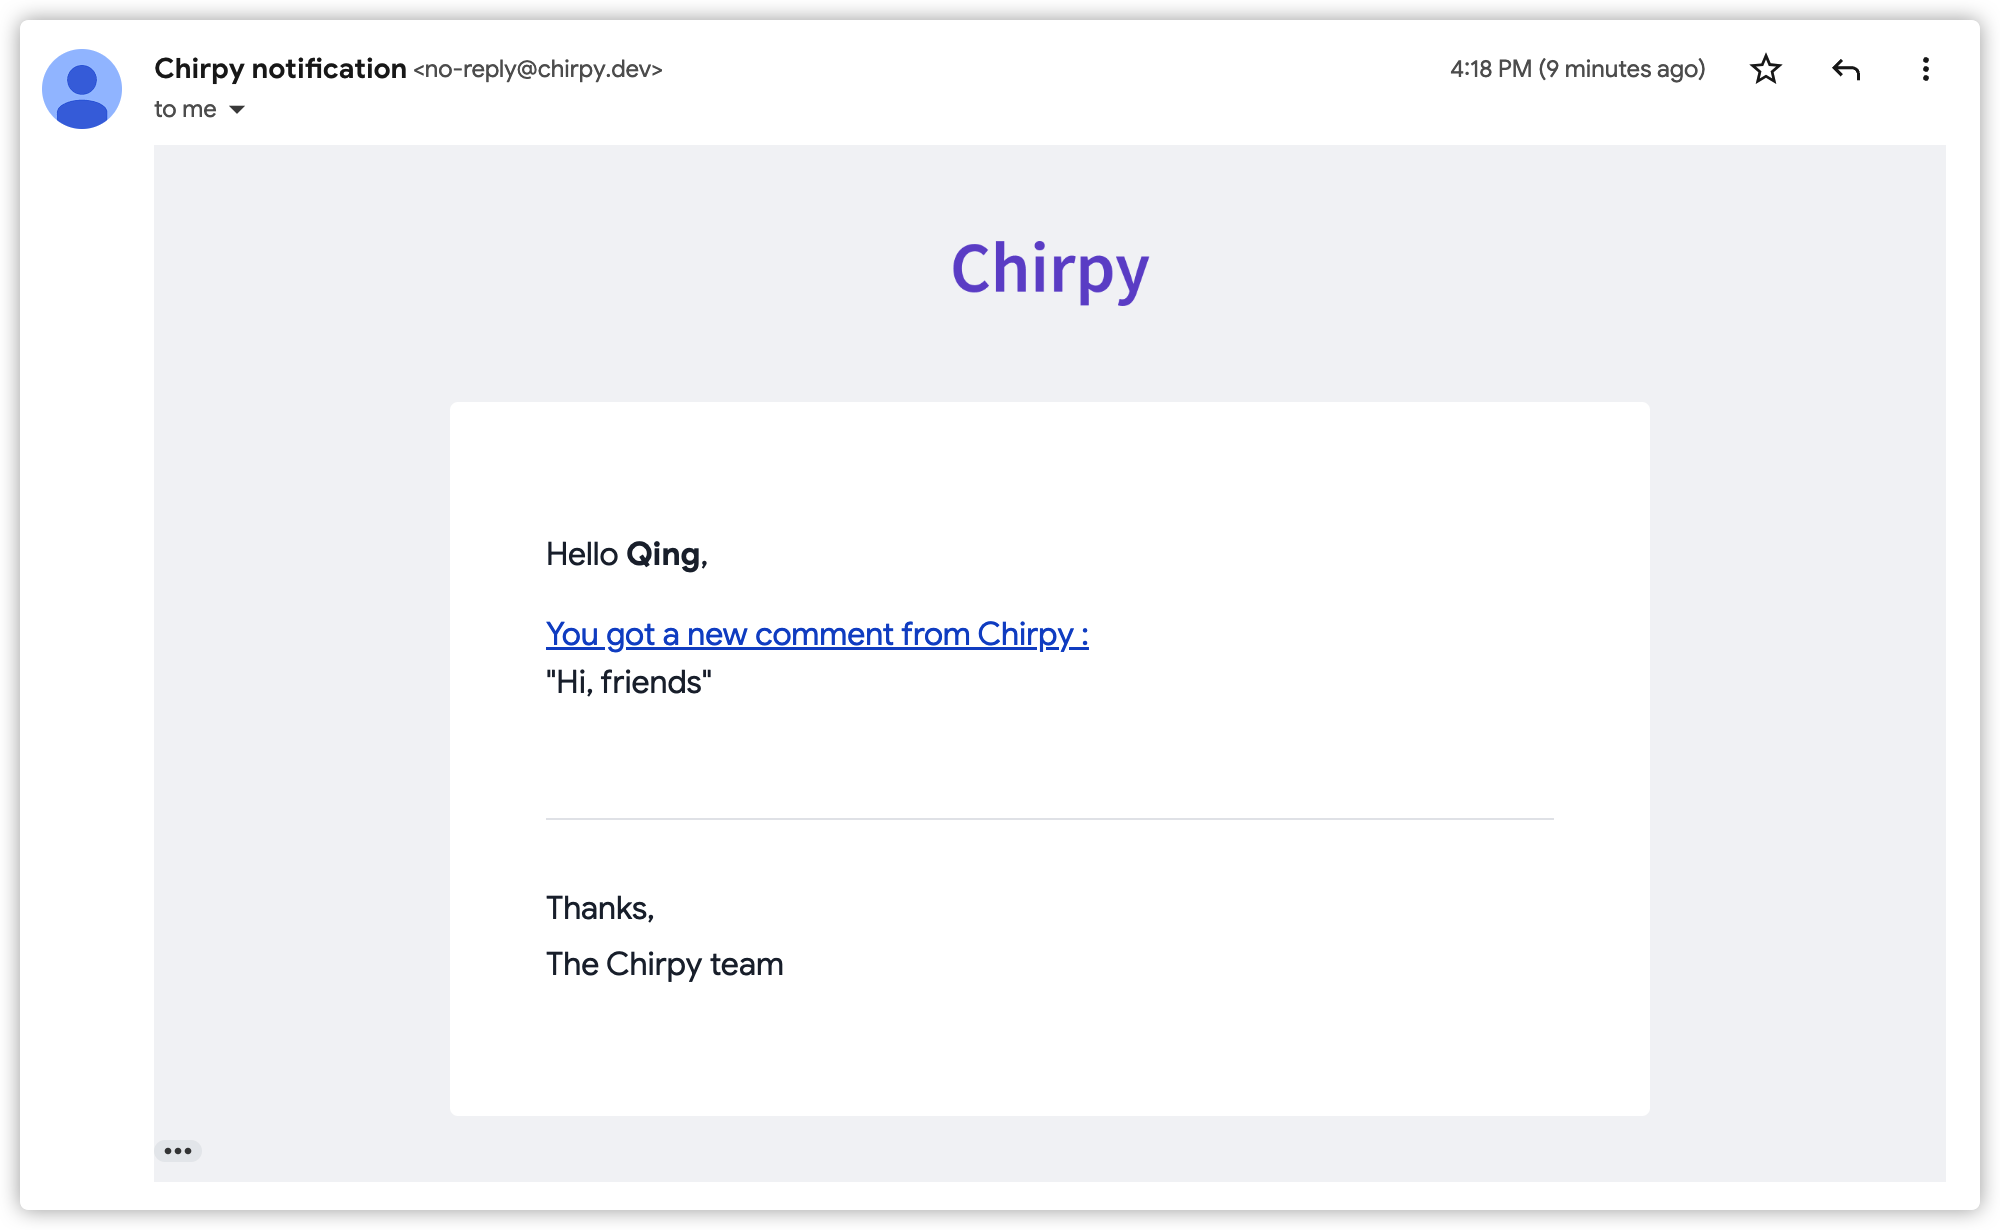 Chirpy notification <no-reply@chirpy.dev> 4:18 PM (9 minutes ago)
to me
Chirpy
Hello Qing,
You got a new comment from Chirpy :
"Hi, friends"
Thanks,
The Chirpy team